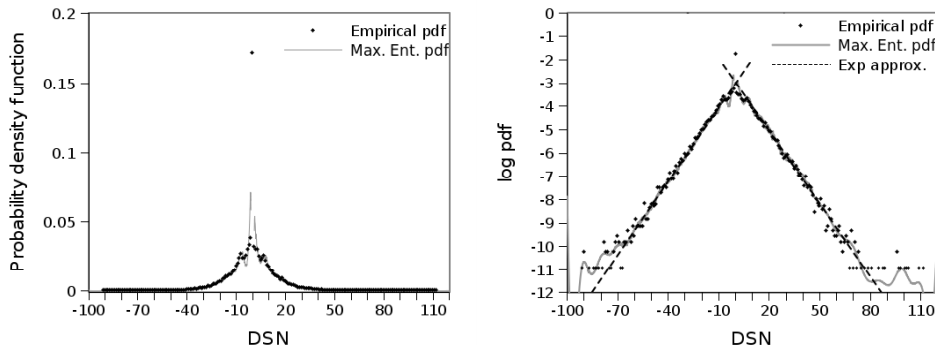 0.2
0.15
0.1
0.05
0
Probability density function
Empirical pdf
Max. Ent. pdf
-100 -70 -40 -10 20 50 80 110
DSN
0
-1
-2
-3
-4
-5
-6
-7
-8
-9
-10
-11
-12
log pdf
Empirical pdf
Max. Ent. pdf
Exp approx.
-100 -70 -40 -10 20 50 80 110
DSN